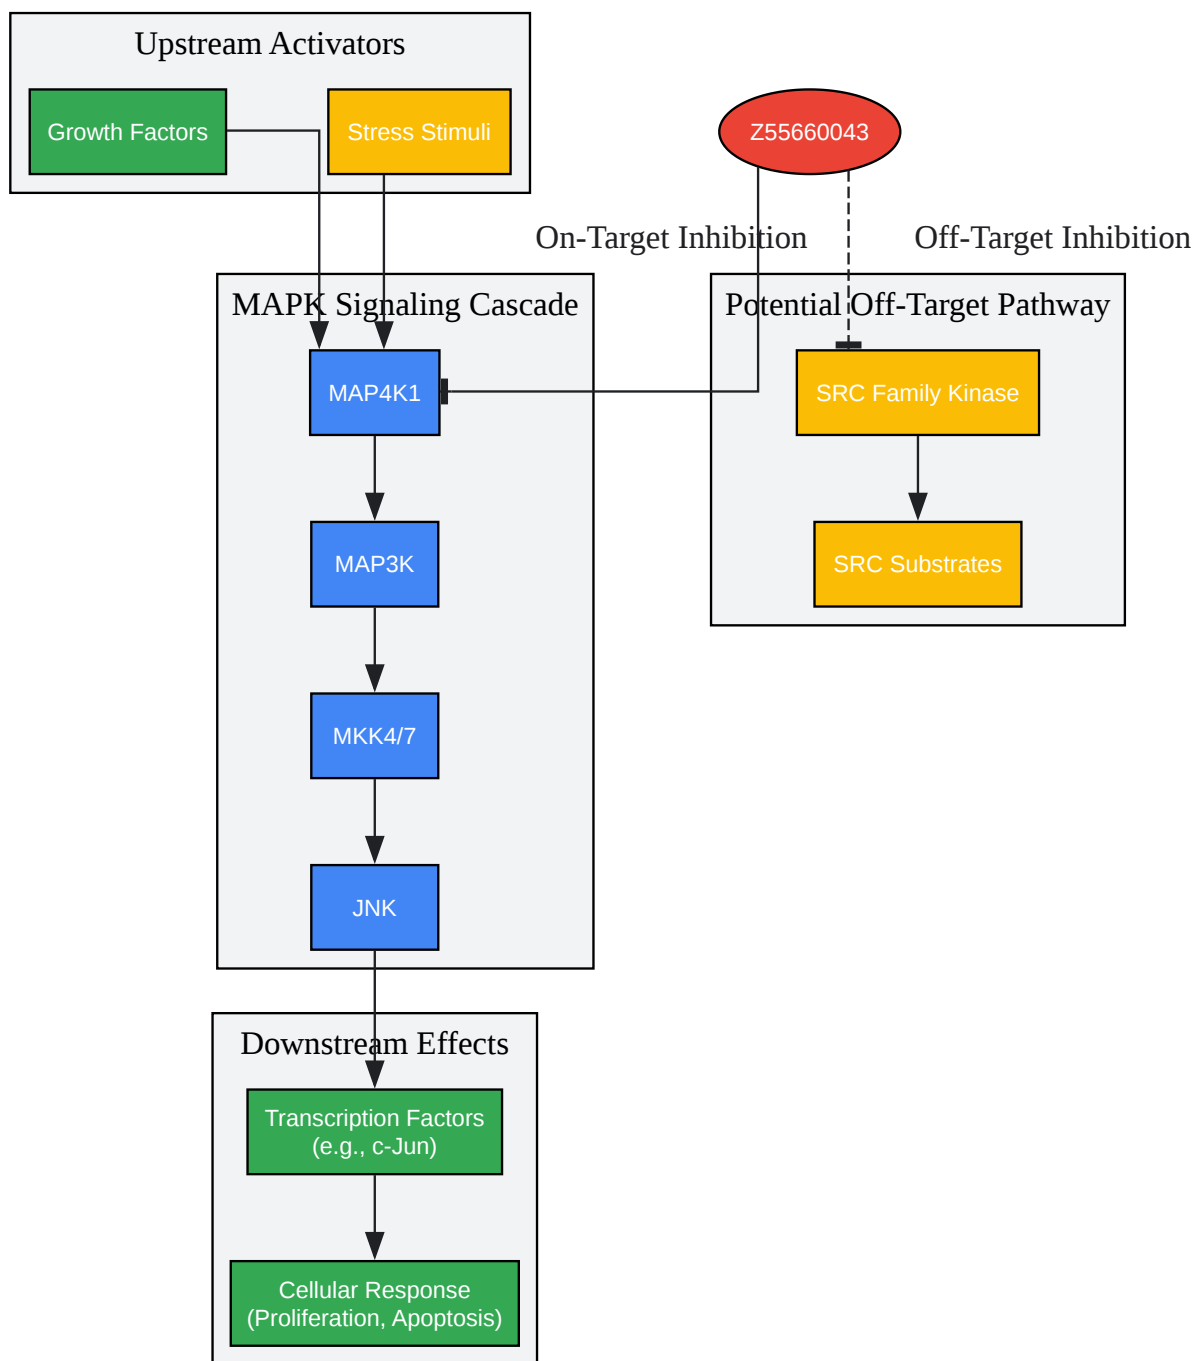 Upstream Activators
Growth Factors
Stress Stimuli
Z55660043
On-Target Inhibition
Off-Target Inhibition
MAPK Signaling Cascade
Potential Off-Target Pathway
MAP4K1
SRC Family Kinase
MAP3K
SRC Substrates
MKK4/7
JNK
Downstream Effects
Transcription Factors
(e.g., c-Jun)
Cellular Response
(Proliferation, Apoptosis)